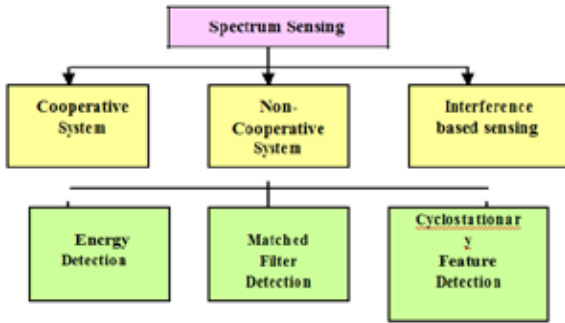 Spectrum Sensing
Cooperative
System
Non-
Cooperative
System
Interference
based sensing
Energy
Detection
Matched
Filter
Detection
Cyclostationar
y
Feature
Detection